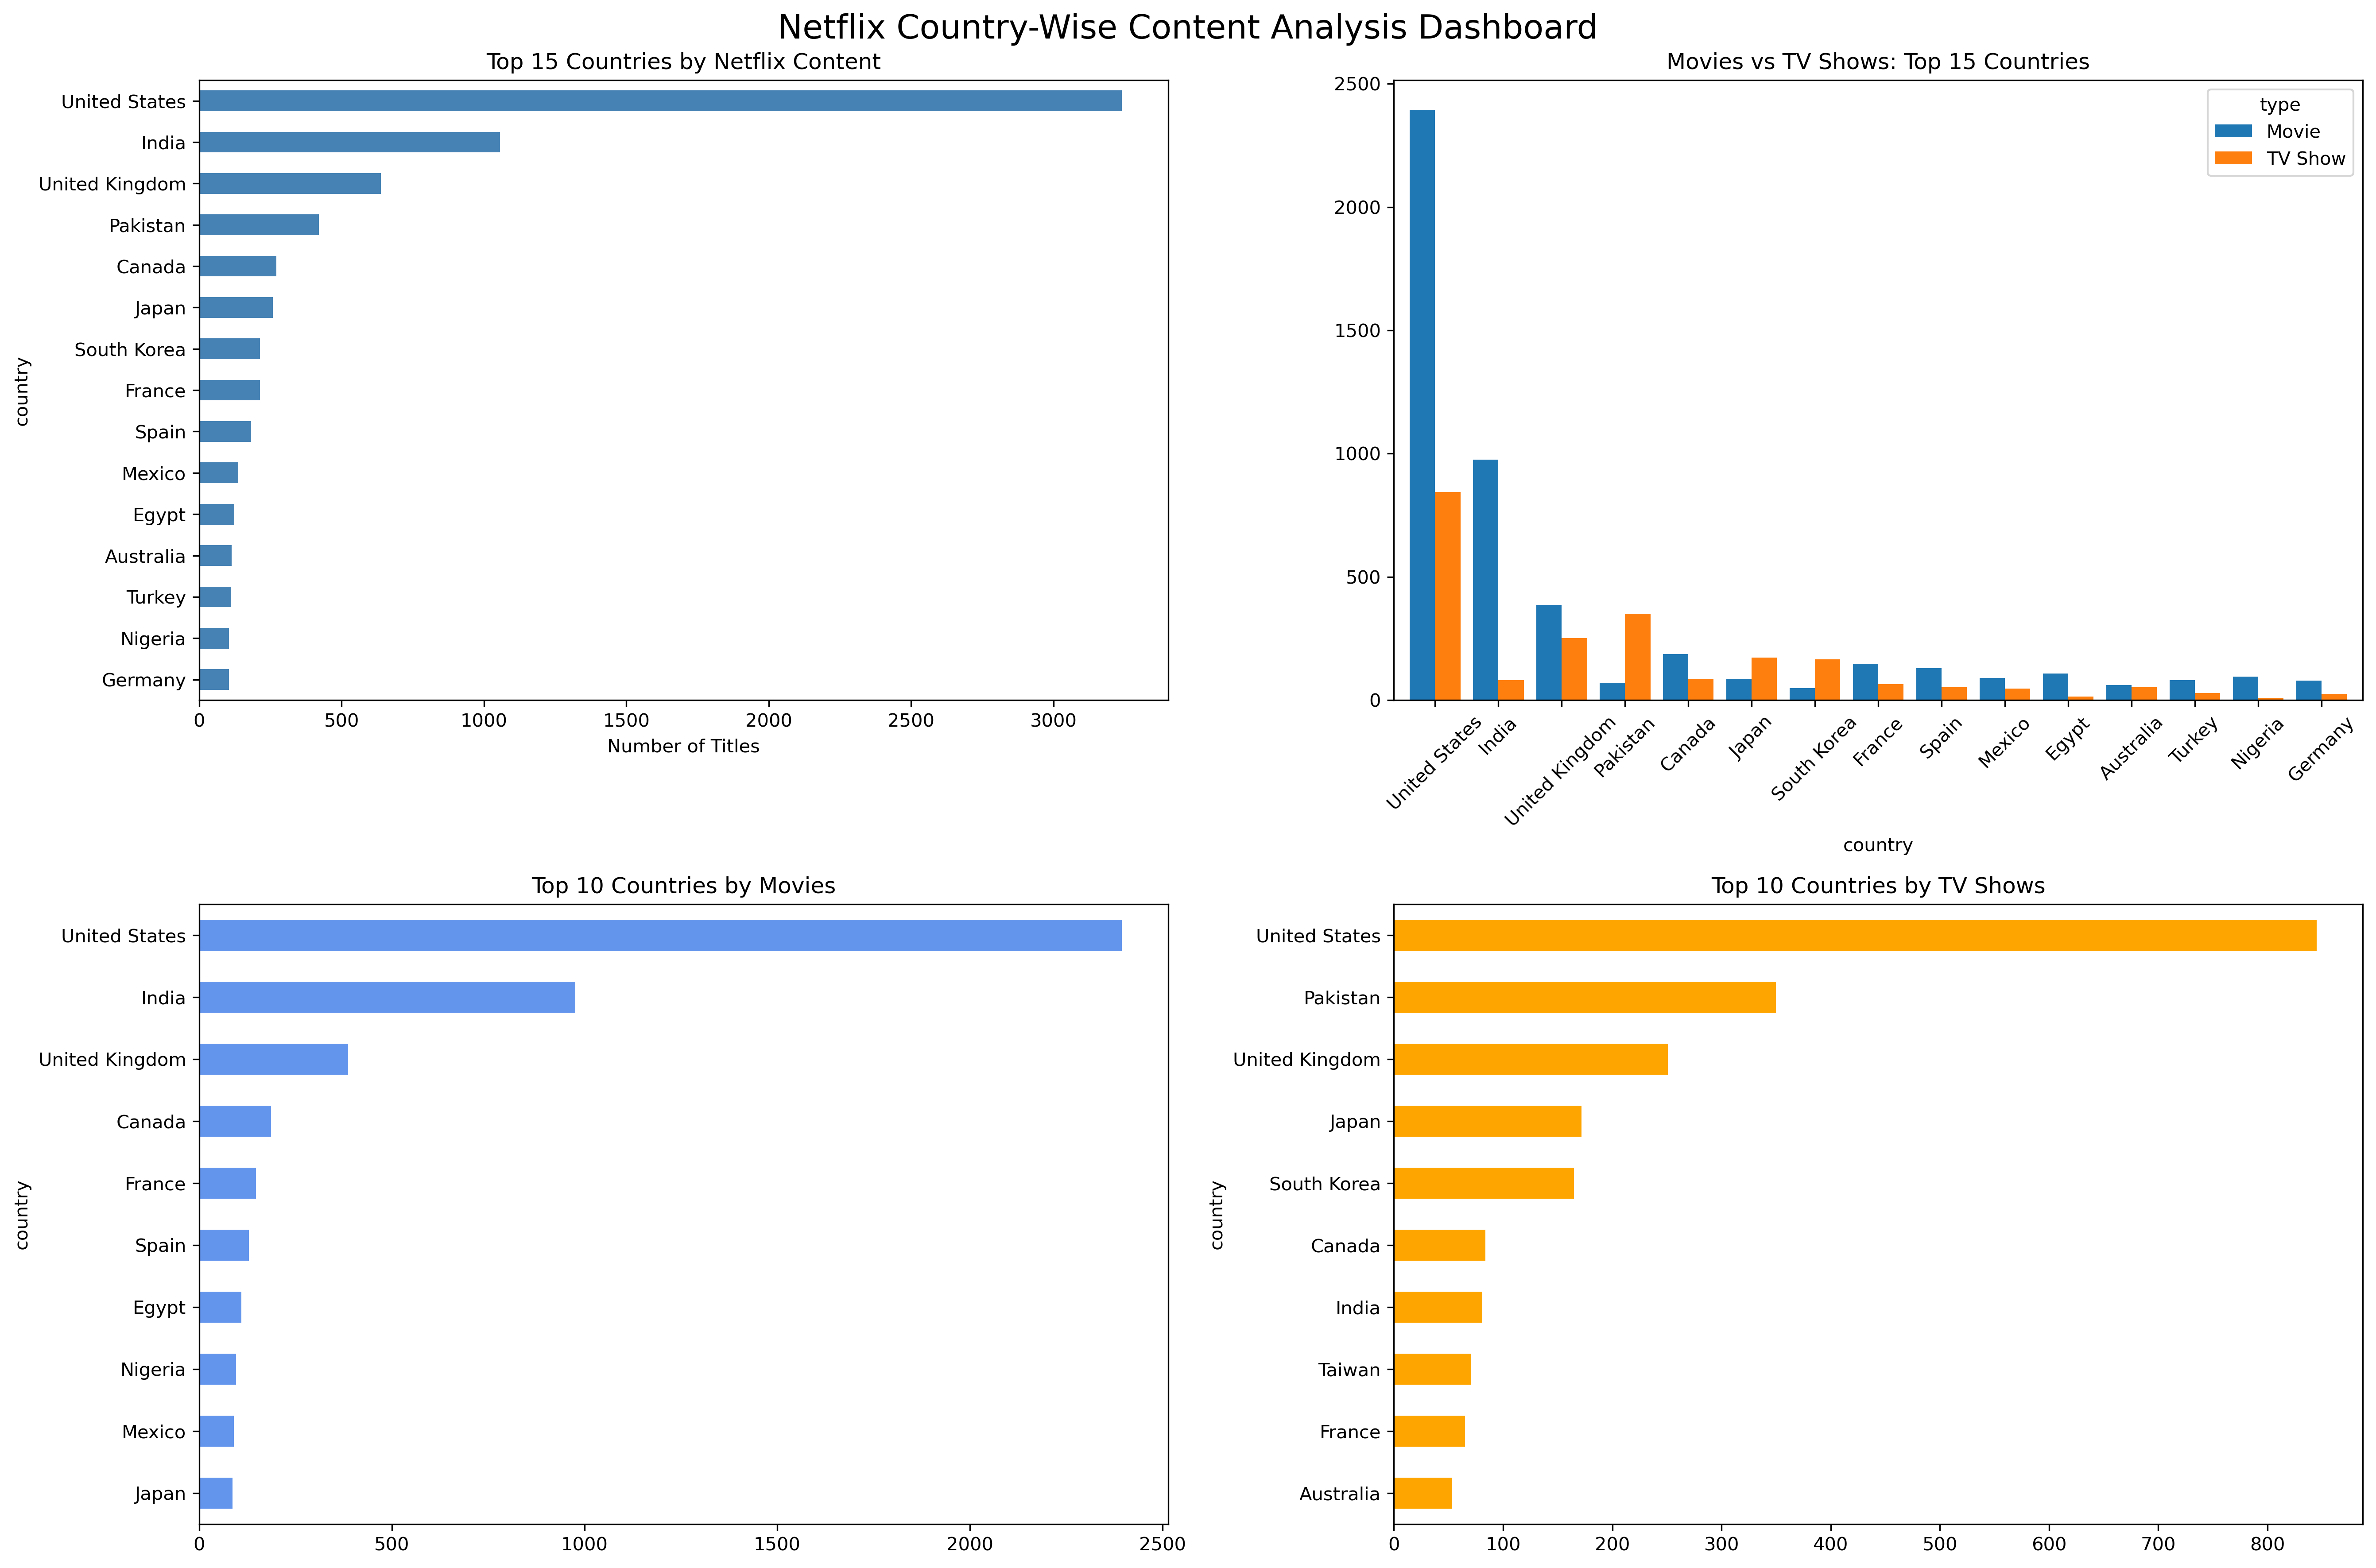 Netflix Country-Wise Content Analysis Dashboard
Top 15 Countries by Netflix Content
country
United States
India
United Kingdom
Pakistan
Canada
Japan
South Korea
France
Spain
Mexico
Egypt
Australia
Turkey
Nigeria
Germany
0 500 1000 1500 2000 2500 3000
Number of Titles
Movies vs TV Shows: Top 15 Countries
type
Movie
TV Show
2500
2000
1500
1000
500
0
United States India United Kingdom Pakistan Canada Japan South Korea France Spain Mexico Egypt Australia Turkey Nigeria Germany
country
Top 10 Countries by Movies
country
United States
India
United Kingdom
Canada
France
Spain
Egypt
Nigeria
Mexico
Japan
0 500 1000 1500 2000 2500
Top 10 Countries by TV Shows
country
United States
Pakistan
United Kingdom
Japan
South Korea
Canada
India
Taiwan
France
Australia
0 100 200 300 400 500 600 700 800